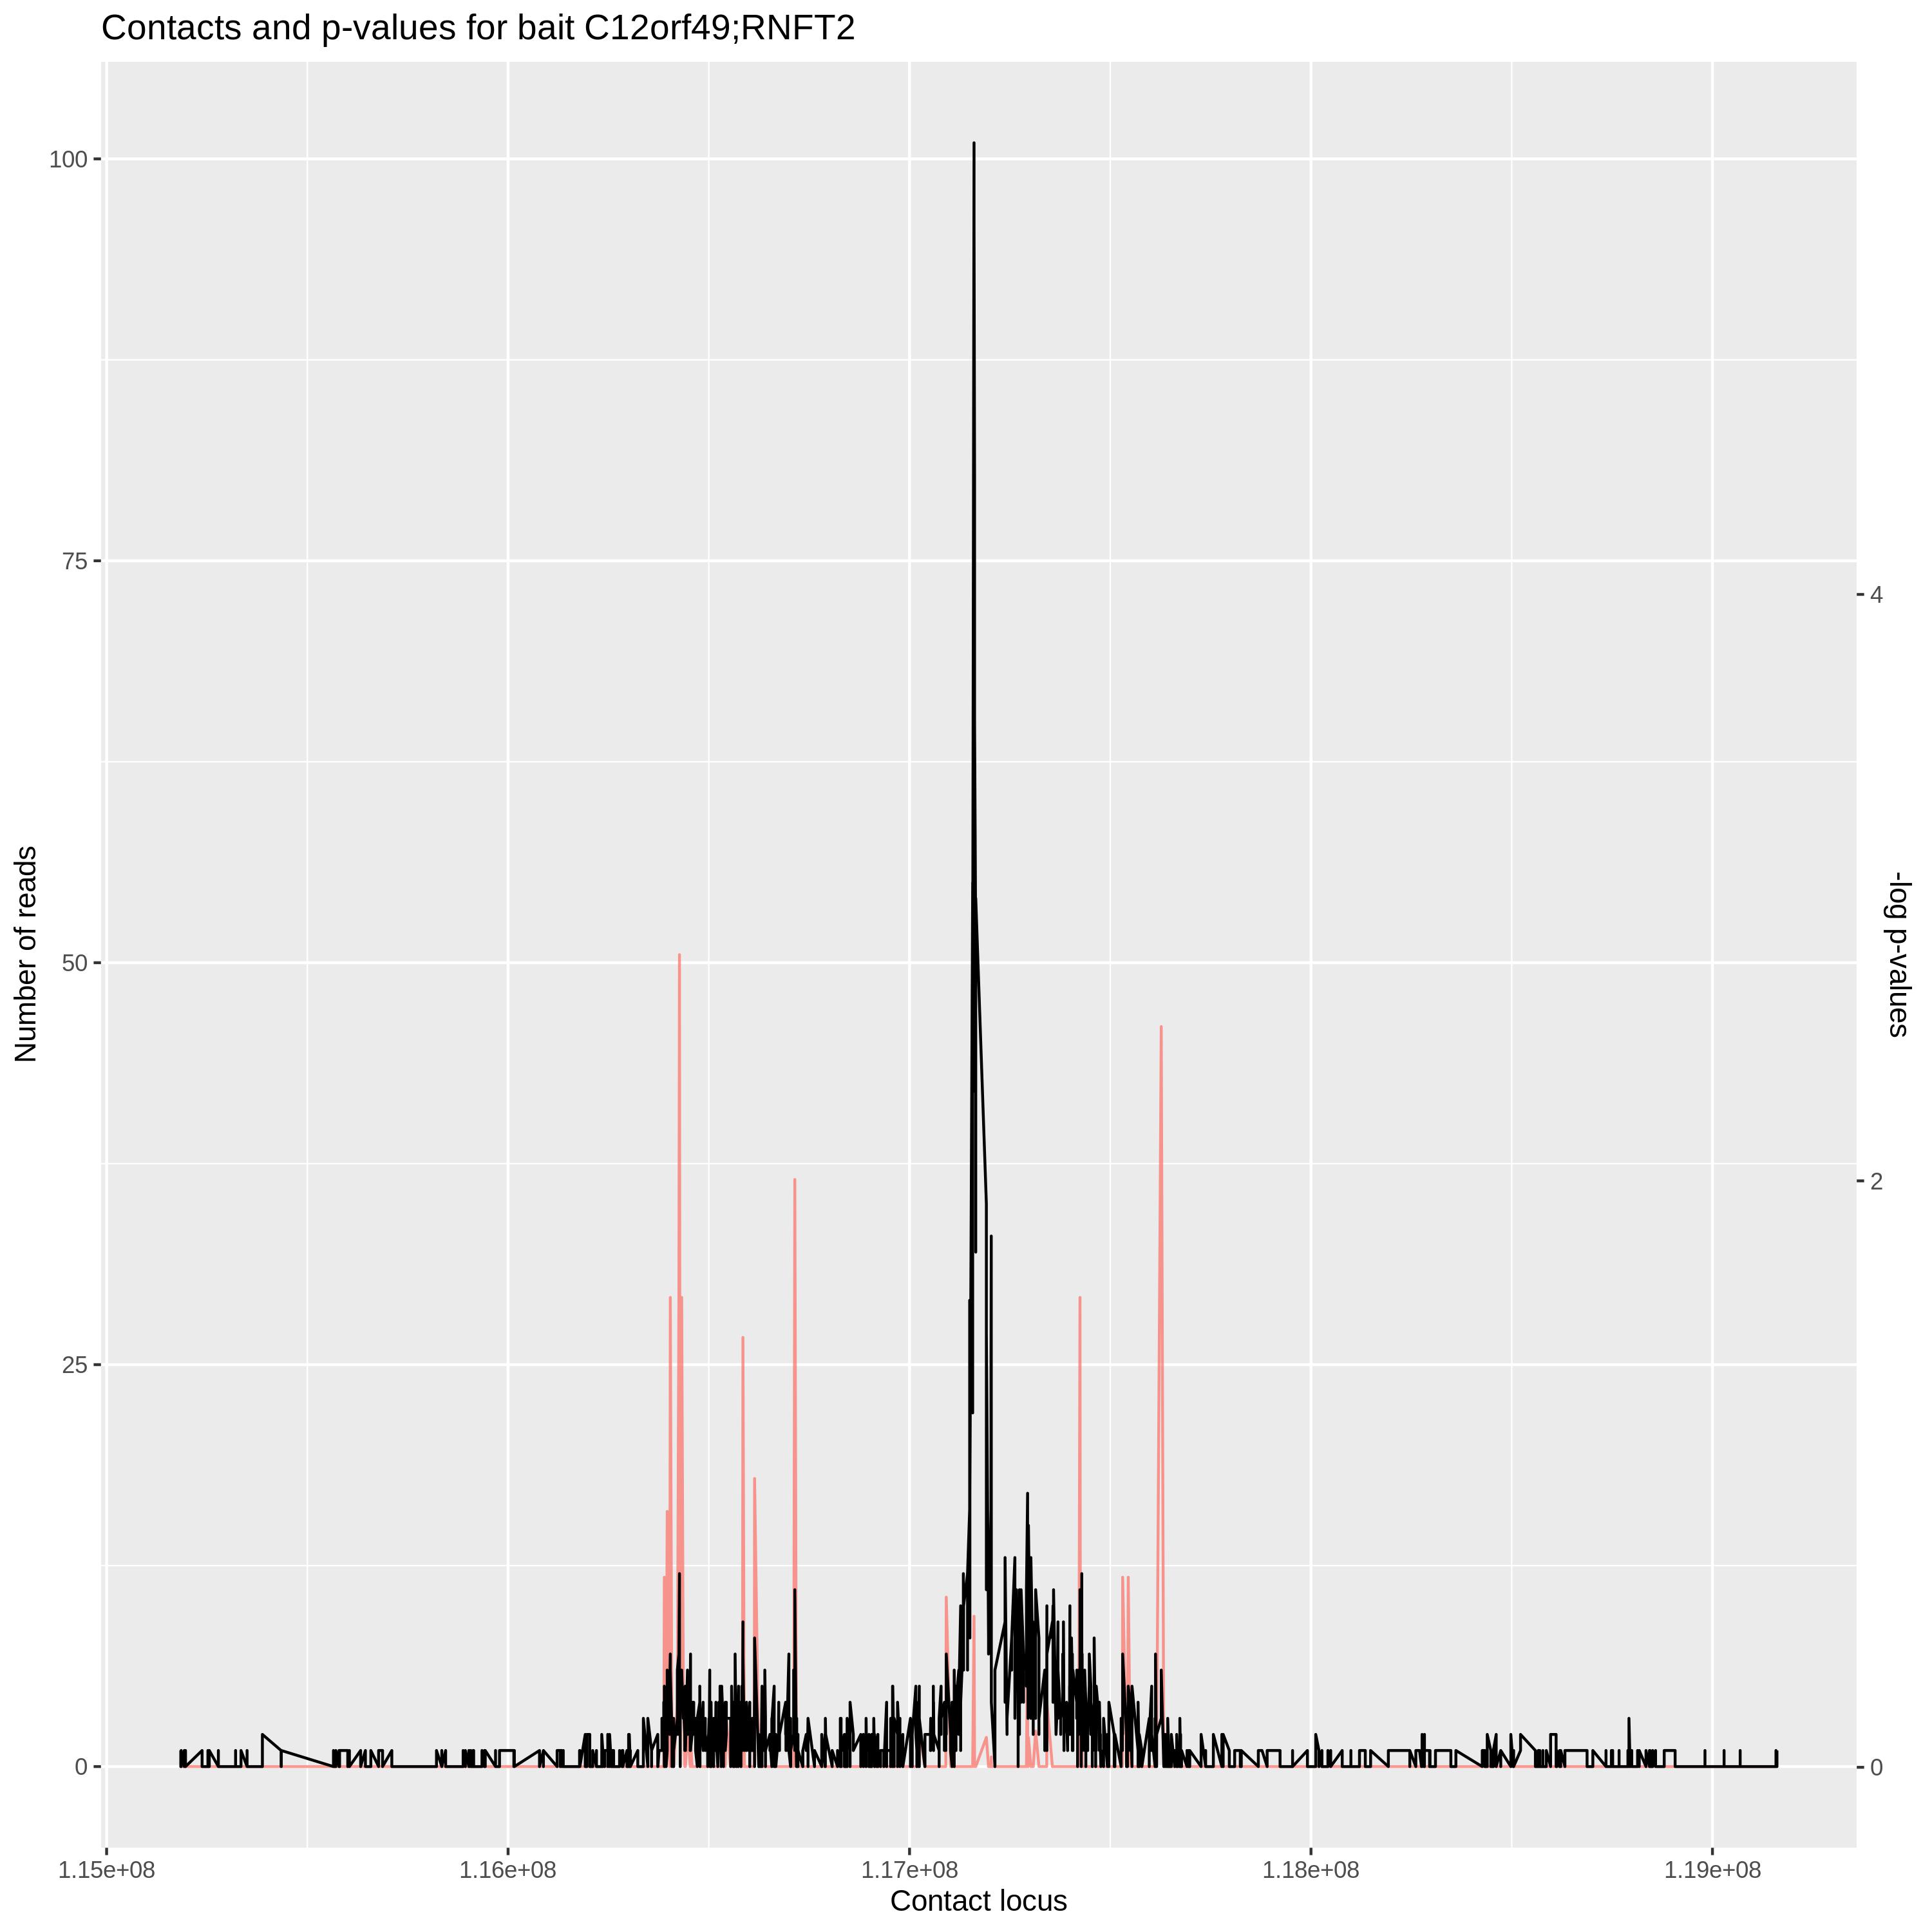 Contacts and p-values for bait C12orf49;RNFT2
100
75
50
25
0
Number of reads
4
2
0
-log p-values
1.15e+08
1.16e+08
1.17e+08
1.18e+08
1.19e+08
Contact locus